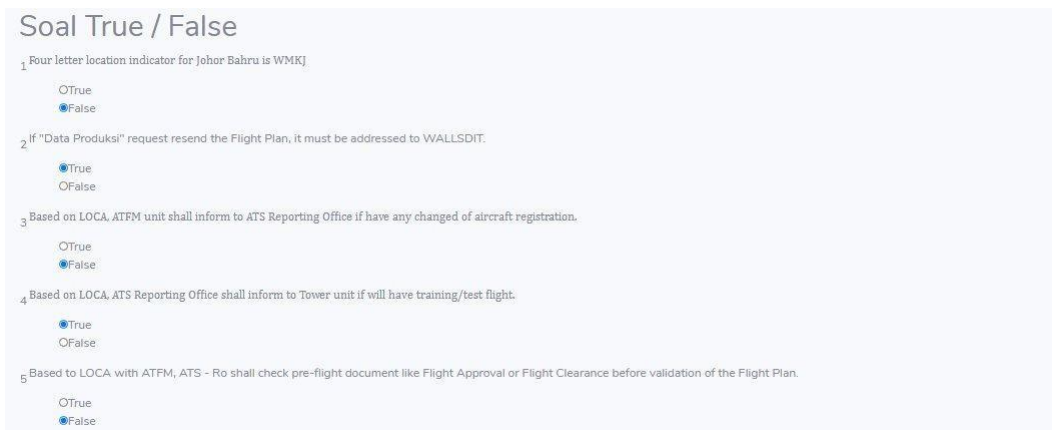 Soal True / False
1 Four letter location indicator for Johor Bahru is WMKJ
True
False
2 If "Data Produksi" request resend the Flight Plan, it must be addressed to WALLSDIT.
True
False
3 Based on LOCA, ATFM unit shall inform to ATS Reporting Office if have any changed of aircraft registration.
True
False
4 Based on LOCA, ATS Reporting Office shall inform to Tower unit if will have training/test flight.
True
False
5 Based to LOCA with ATFM, ATS - Ro shall check pre-flight document like Flight Approval or Flight Clearance before validation of the Flight Plan.
True
False